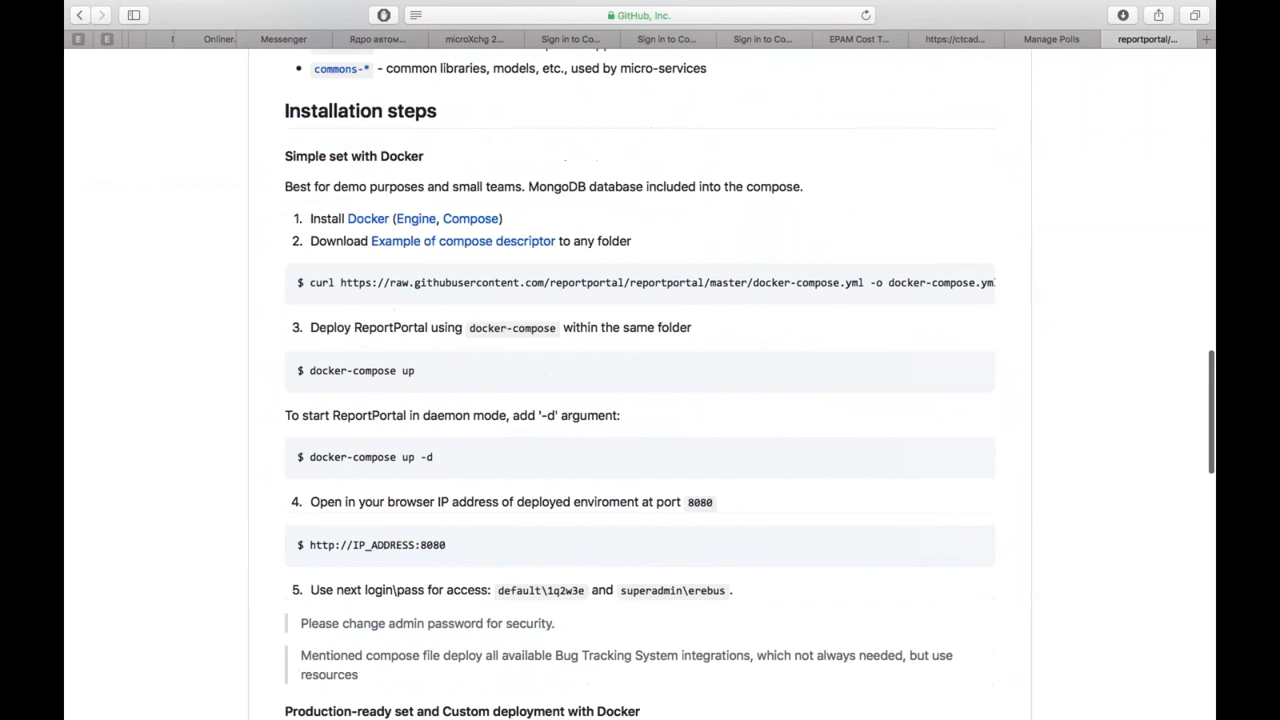 GitHub, Inc.
E
E
Onliner.
Messenger
Ядро автом...
microXchg 2...
Sign in to Co...
Sign in to Co...
Sign in to Co...
EPAM Cost T...
https://ctcad...
Manage Polls
reportportal/...
commons-* - common libraries, models, etc., used by micro-services
Installation steps
Simple set with Docker
Best for demo purposes and small teams. MongoDB database included into the compose.
1. Install Docker (Engine, Compose)
2. Download Example of compose descriptor to any folder
$ curl https://raw.githubusercontent.com/reportportal/reportportal/master/docker-compose.yml -o docker-compose.yml
3. Deploy ReportPortal using docker-compose within the same folder
$ docker-compose up
To start ReportPortal in daemon mode, add '-d' argument:
$ docker-compose up -d
4. Open in your browser IP address of deployed enviroment at port 8080
$ http://IP_ADDRESS:8080
5. Use next login\pass for access: default\1q2w3e and superadmin\erebus.
Please change admin password for security.
Mentioned compose file deploy all available Bug Tracking System integrations, which not always needed, but use
resources
Production-ready set and Custom deployment with Docker